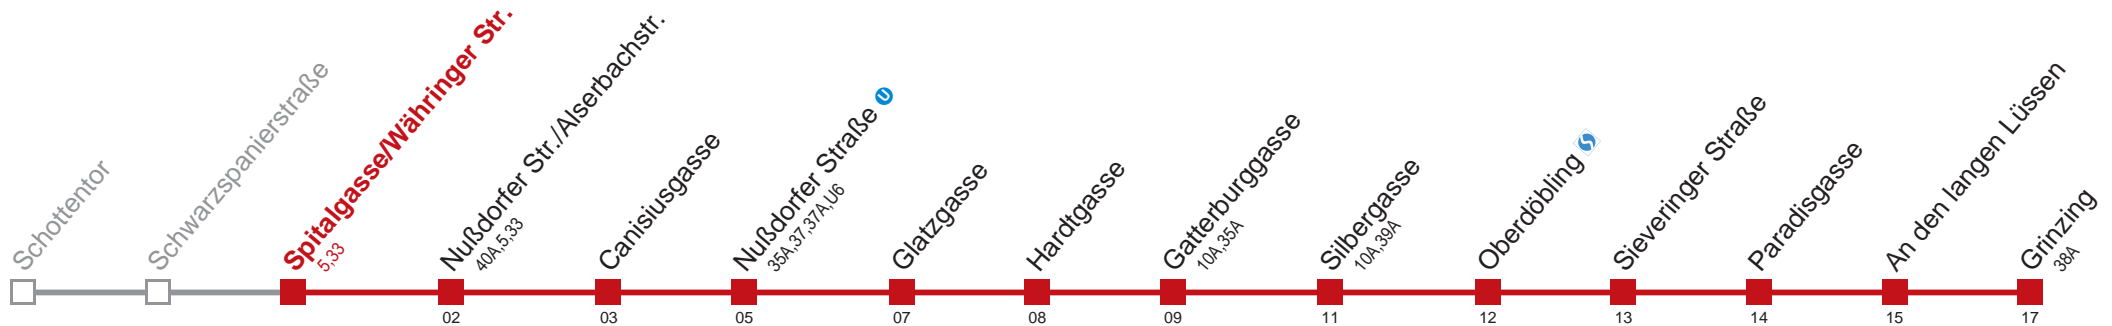 Schottentor
Schwarzspanierstraße
Spitalgasse/Währinger Str.
5,33
Nußdorfer Str./Alserbachstr.
40A,5,33
Canisiusgasse
Nußdorfer Straße U
35A,37,37A,U6
Glatzgasse
Hardtgasse
Gatterburggasse
10A,35A
Silbergasse
10A,39A
Oberdöbling
Sieveringer Straße
Paradisgasse
An den langen Lüssen
Grinzing
38A
02 03 05 07 08 09 11 12 13 14 15 17